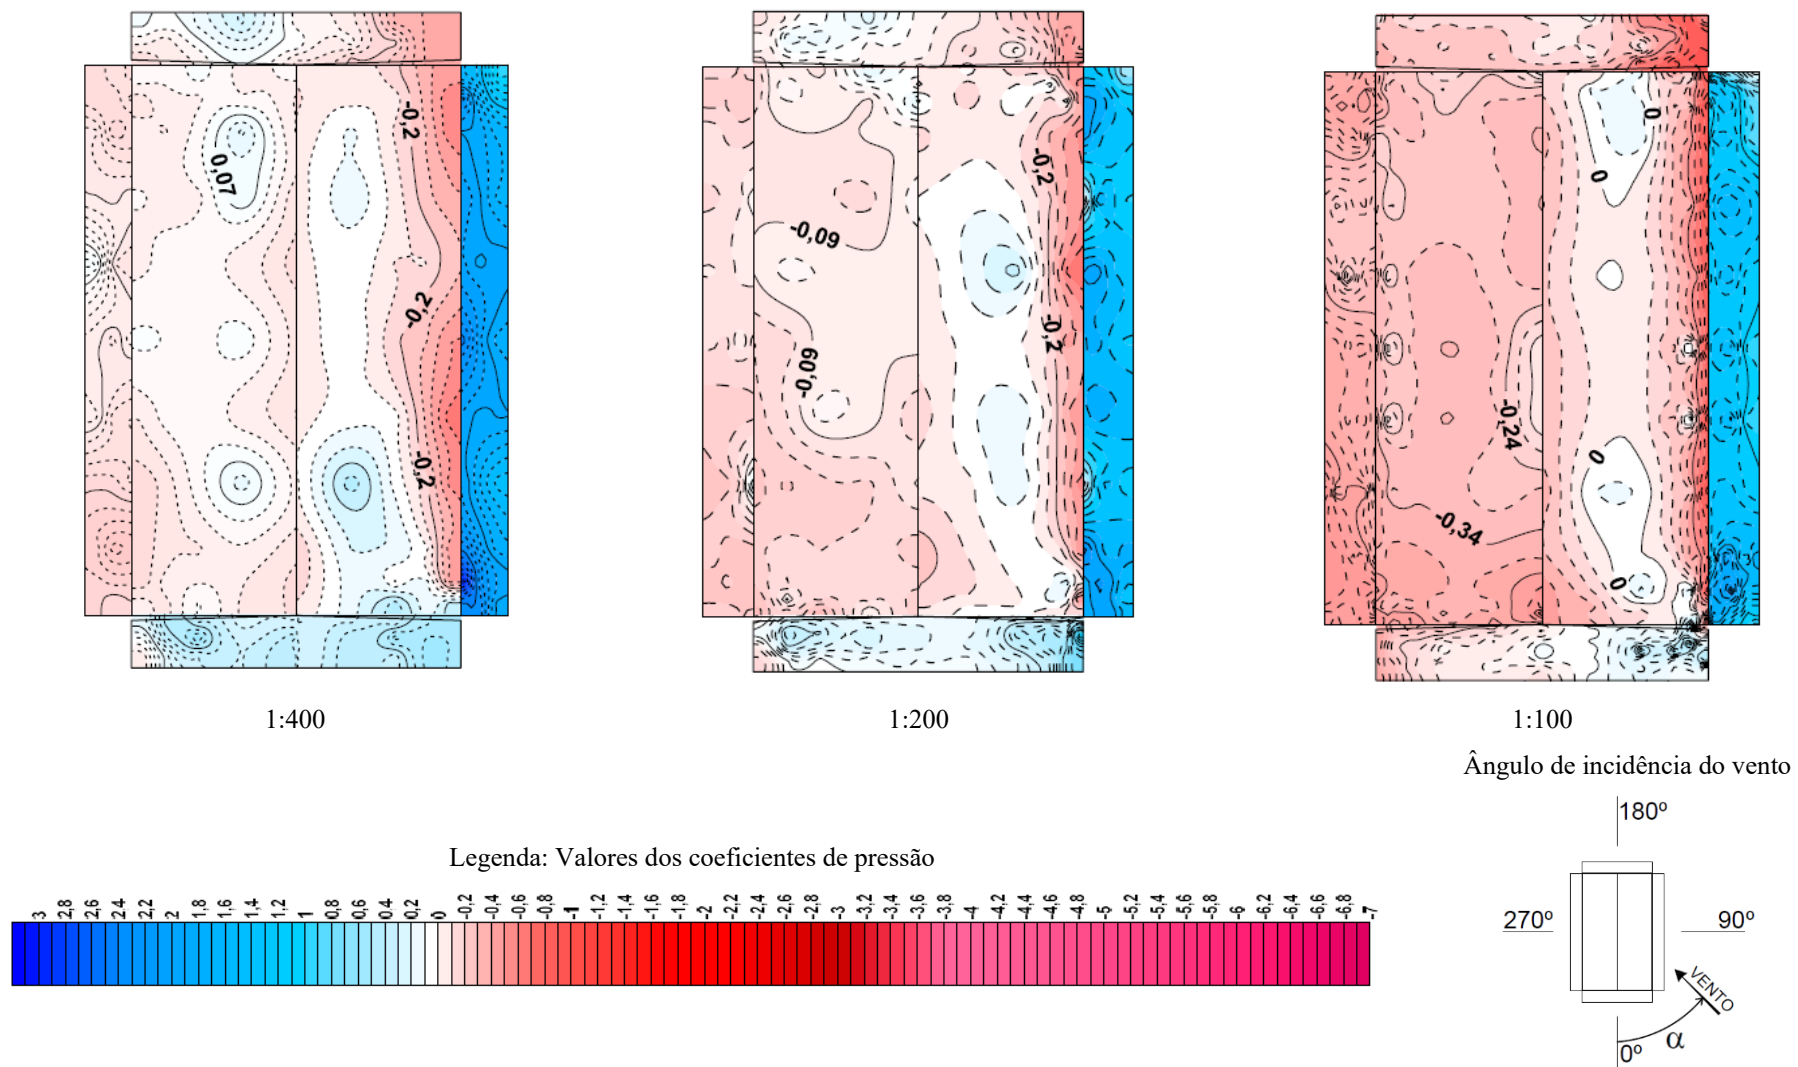 -0,2
0,07
-0,2
-0,2
-0,2
-0,09
-0,2
-0,09
0
0
-0,24
0
-0,34
0
1:400
1:200
1:100
Ângulo de incidência do vento
180º
270º
90º
VENTO
α
0º
Legenda: Valores dos coeficientes de pressão
3 2,8 2,6 2,4 2,2 2 1,8 1,6 1,4 1,2 1 0,8 0,6 0,4 0,2 0 -0,2 -0,4 -0,6 -0,8 -1 -1,2 -1,4 -1,6 -1,8 -2 -2,2 -2,4 -2,6 -2,8 -3 -3,2 -3,4 -3,6 -3,8 -4 -4,2 -4,4 -4,6 -4,8 -5 -5,2 -5,4 -5,6 -5,8 -6 -6,2 -6,4 -6,6 -6,8 -7